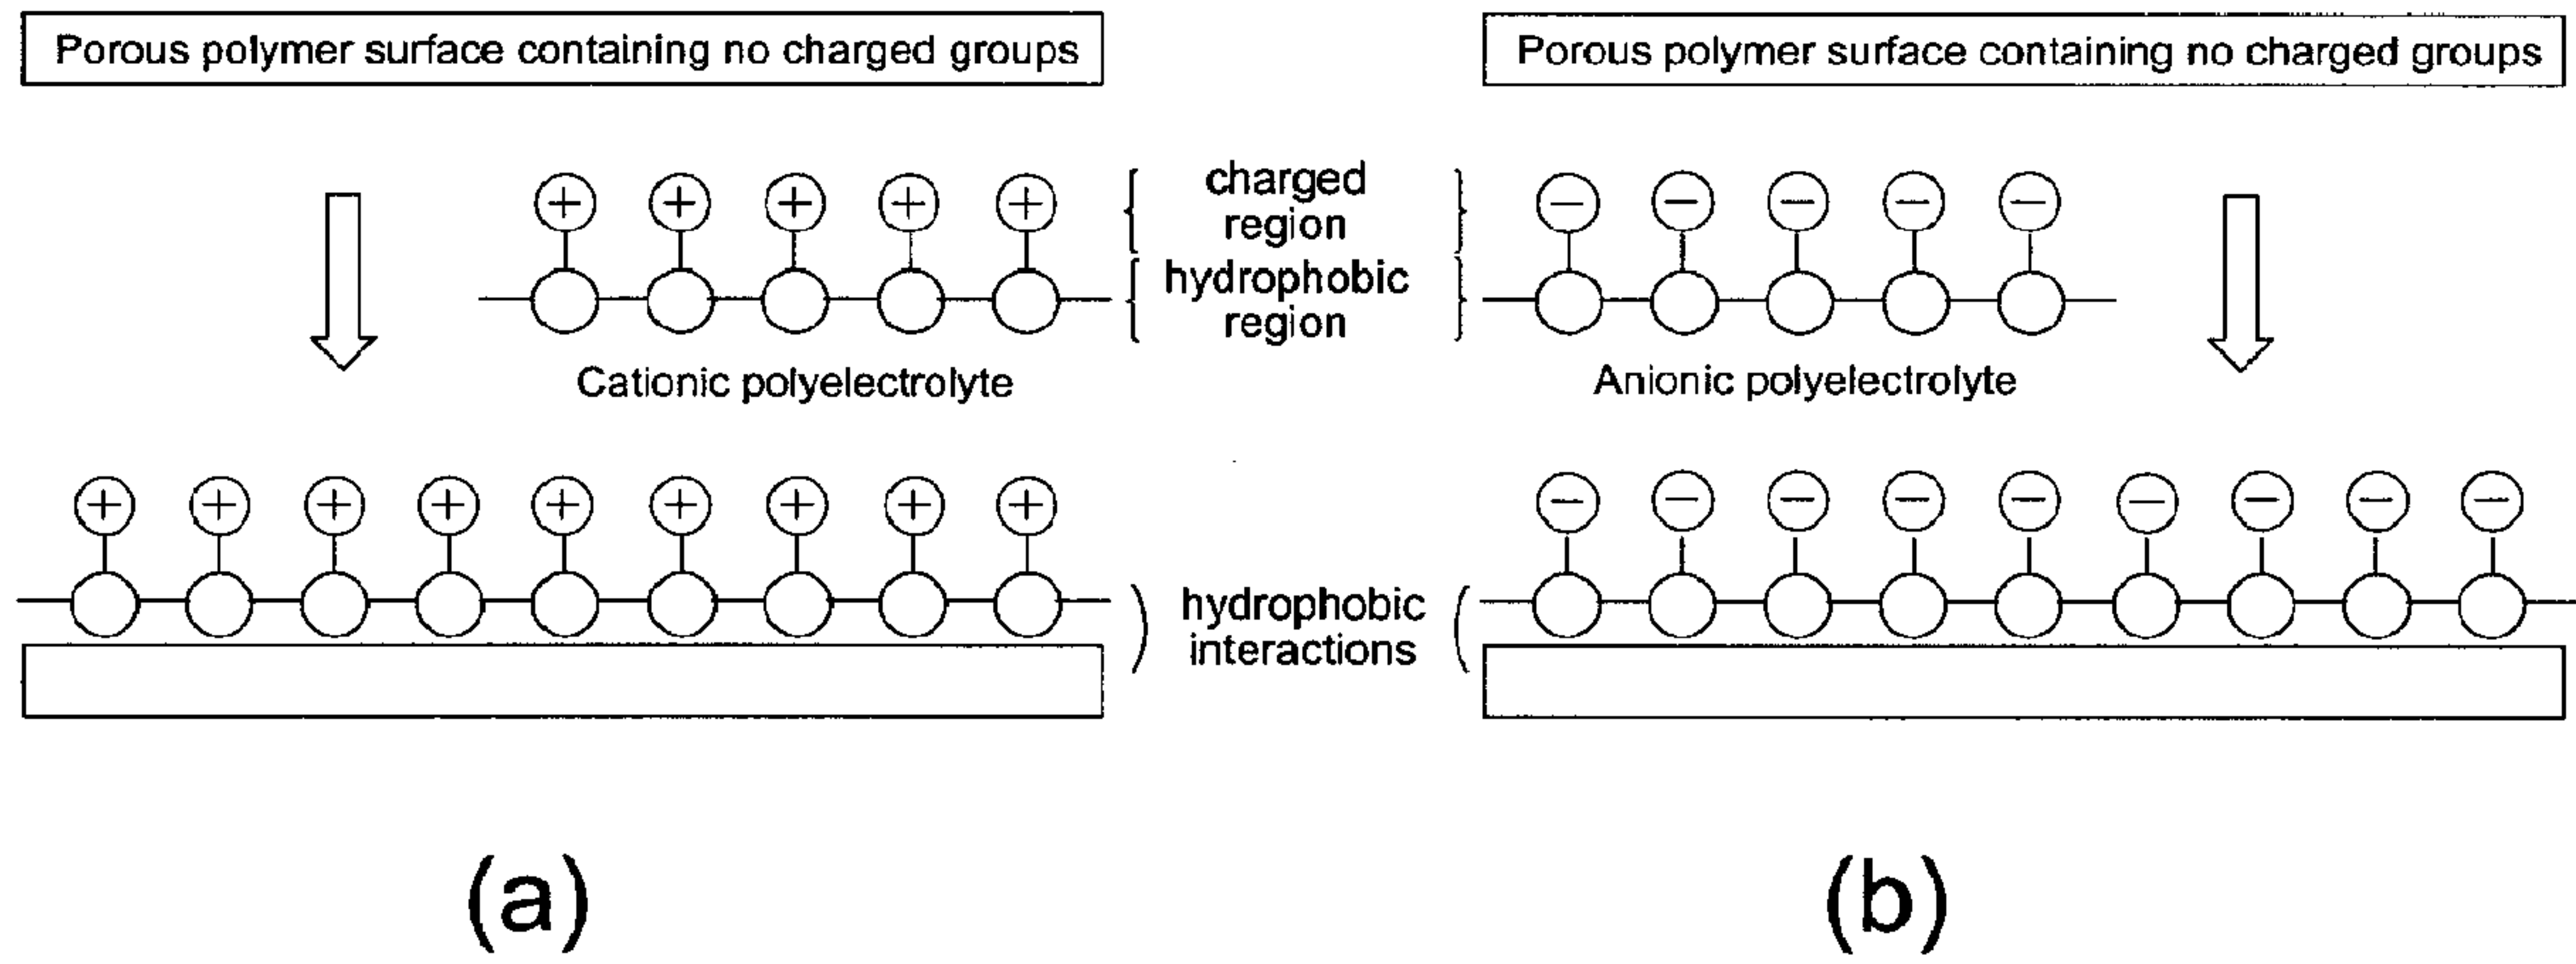 Porous polymer surface containing no charged groups
Porous polymer surface containing no charged groups
+ + + + +
charged
region
− − − − −
hydrophobic
region
Cationic polyelectrolyte
Anionic polyelectrolyte
+ + + + + + + + +
− − − − − − − − −
hydrophobic
interactions
(a)
(b)